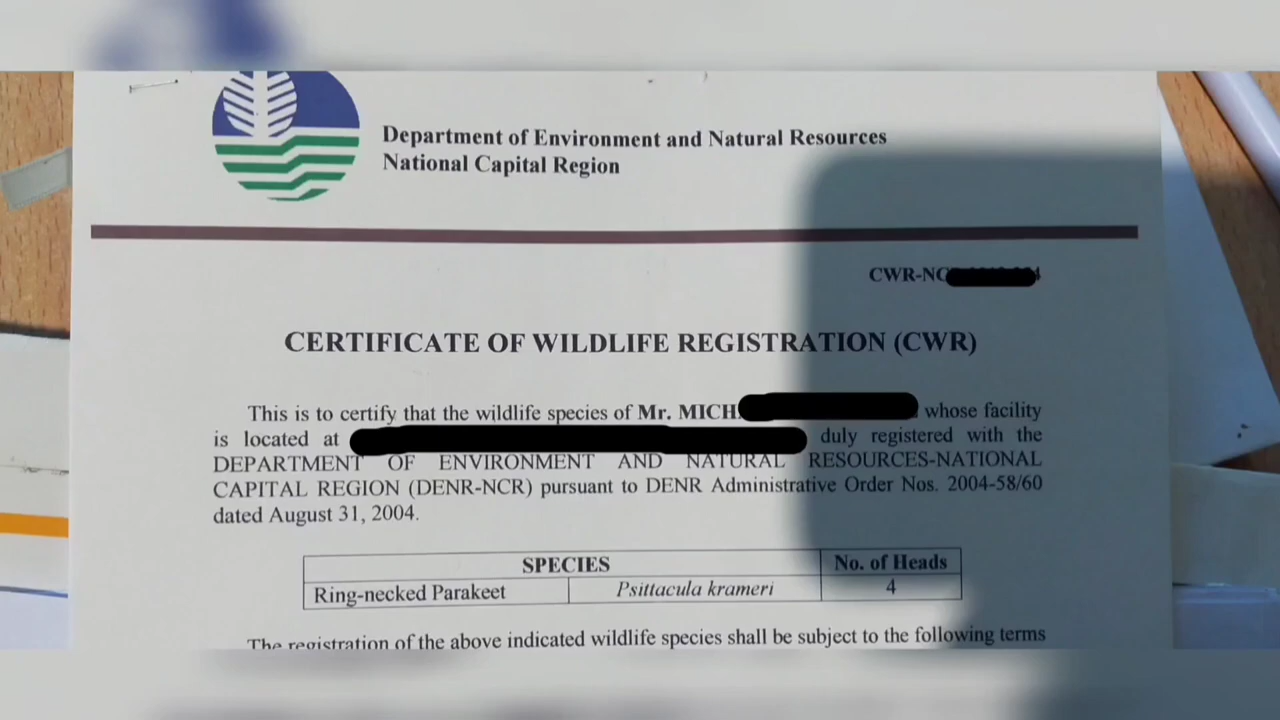 Department of Environment and Natural Resources
National Capital Region
CERTIFICATE OF WILDLIFE REGISTRATION (CWR)
This is to certify that the wildlife species of Mr. whose facility
is located at duly registered with the
DEPARTMENT OF ENVIRONMENT AND NATURAL RESOURCES-NATIONAL
CAPITAL REGION (DENR-NCR) pursuant to DENR Administrative Order Nos. 2004-58/60
dated August 31, 2004.
SPECIES No. of Heads
Ring-necked Parakeet Psittacula krameri 4
The registration of the above indicated wildlife species shall be subject to the following terms